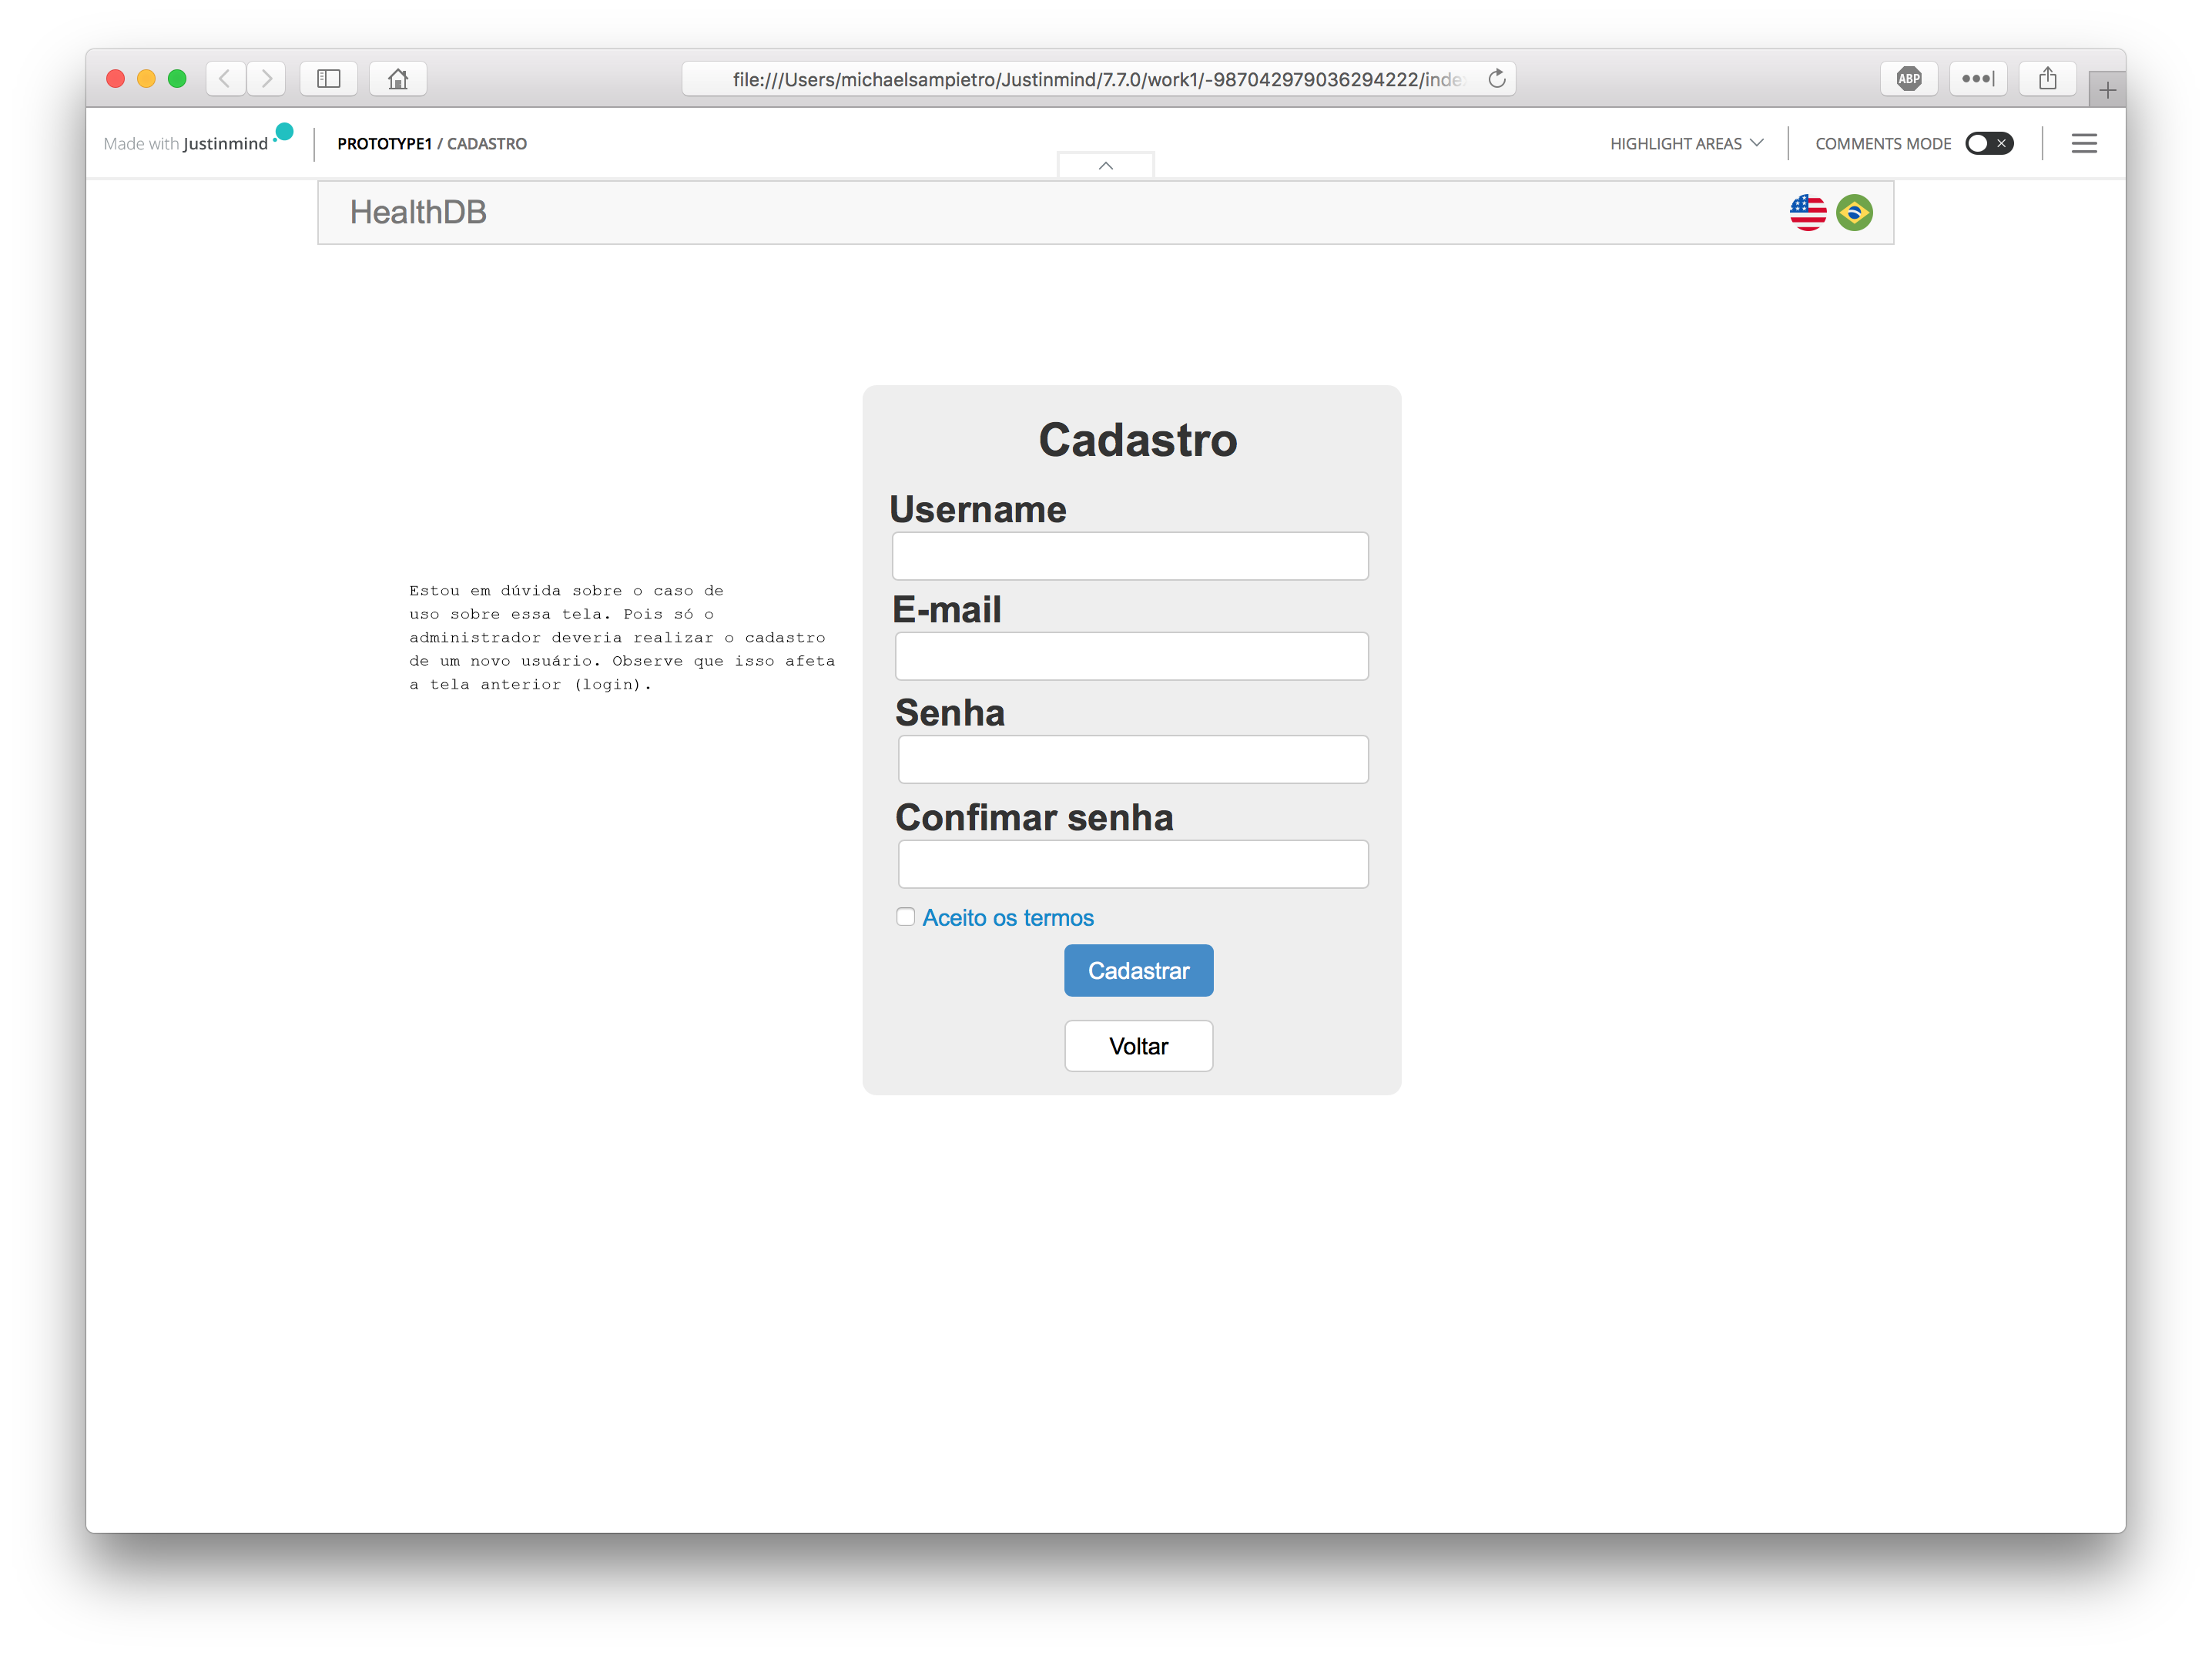 file:///Users/michaelsampietro/Justinmind/7.7.0/work1/-987042979036294222/inde
ABP
Made with Justinmind
PROTOTYPE1 / CADASTRO
HIGHLIGHT AREAS
COMMENTS MODE
HealthDB
Cadastro
Username
E-mail
Senha
Confimar senha
Aceito os termos
Cadastrar
Voltar
Estou em dúvida sobre o caso de
uso sobre essa tela. Pois só o
administrador deveria realizar o cadastro
de um novo usuário. Observe que isso afeta
a tela anterior (login).